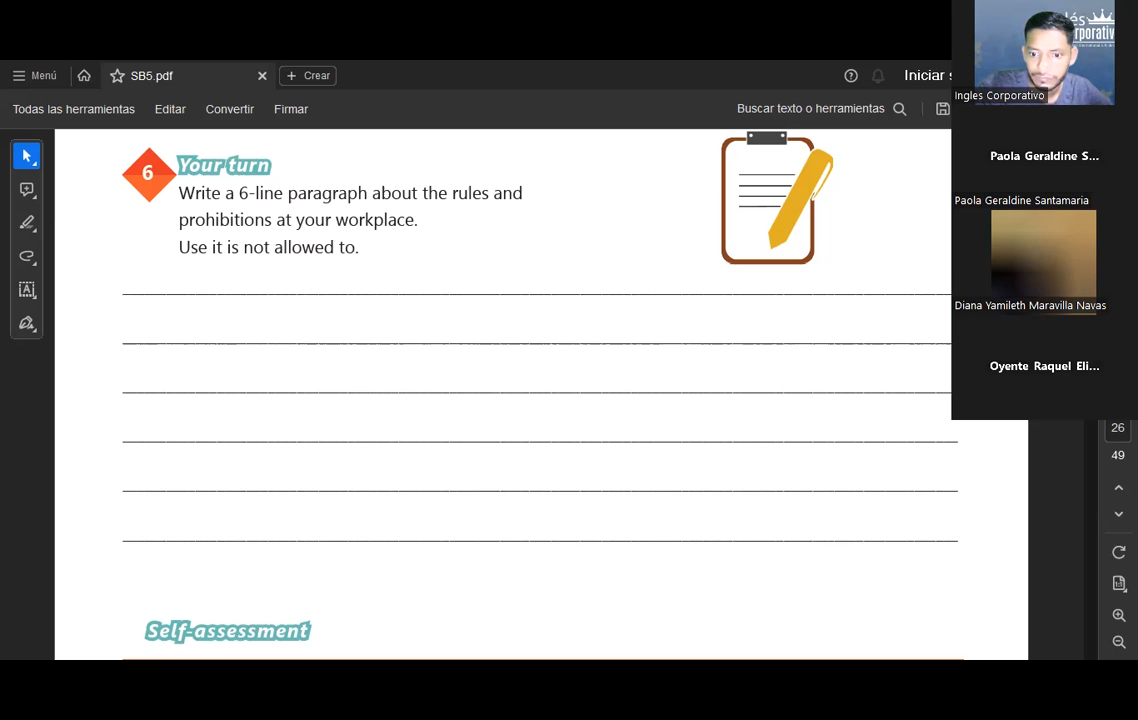 Menú
SB5.pdf
Crear
Iniciar s
Todas las herramientas
Editar
Convertir
Firmar
Buscar texto o herramientas
6
Your turn
Write a 6-line paragraph about the rules and
prohibitions at your workplace.
Use it is not allowed to.
Self-assessment
és
rporativ
Ingles Corporativo
Paola Geraldine S...
Paola Geraldine Santamaria
Diana Yamileth Maravilla Navas
Oyente Raquel Eli...
26
49